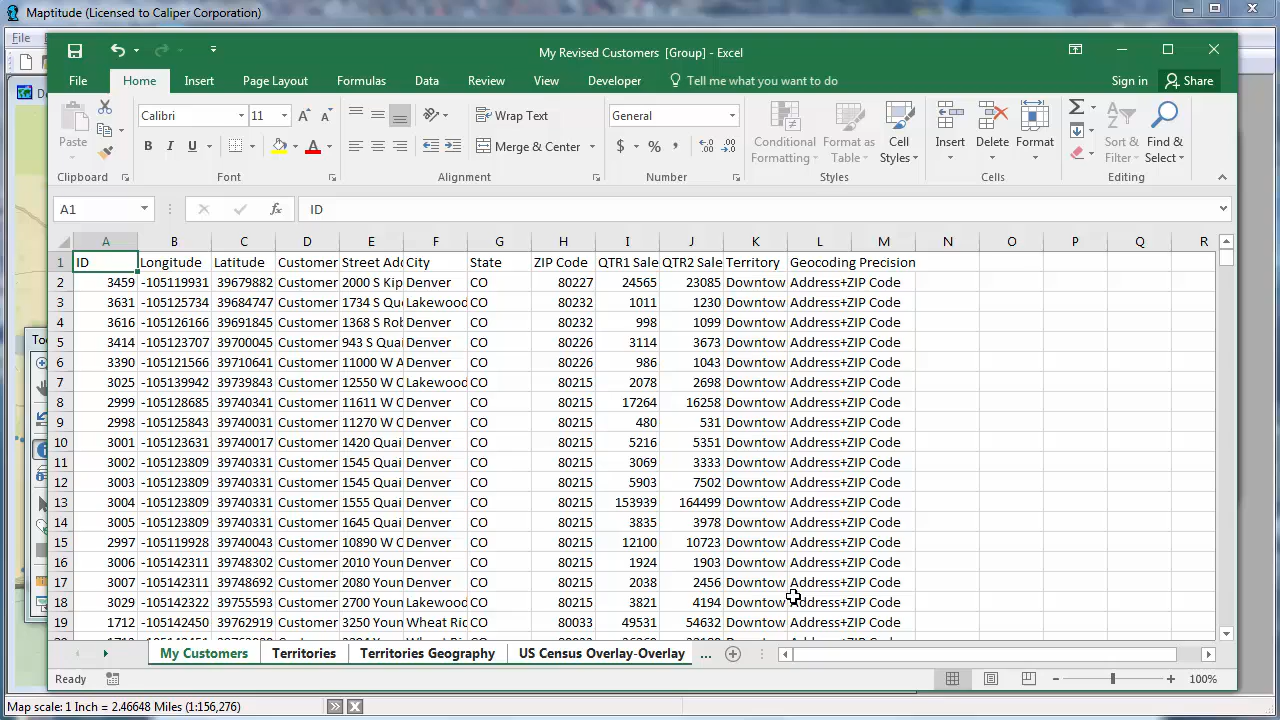 Maptitude (Licensed to Caliper Corporation)
File
My Revised Customers [Group] - Excel
File Home Insert Page Layout Formulas Data Review View Developer Tell me what you want to do Sign in Share
Paste
Calibri 11
B I U
Wrap Text
Merge & Center
General
$ % ,
Conditional Formatting
Format as Table
Cell Styles
Insert Delete Format
Sort & Filter
Find & Select
Clipboard Font Alignment Number Styles Cells Editing
A1 fx ID
A B C D E F G H I J K L M N O P Q R
1 ID Longitude Latitude Customer Street Add City State ZIP Code QTR1 Sale QTR2 Sale Territory Geocoding Precision
2 3459 -105119931 39679882 Customer 2000 S Kip Denver CO 80227 24565 23085 Downtow Address+ZIP Code
3 3631 -105125734 39684747 Customer 1734 S Que Lakewood CO 80232 1011 1230 Downtow Address+ZIP Code
4 3616 -105126166 39691845 Customer 1368 S Rob Denver CO 80232 998 1099 Downtow Address+ZIP Code
5 3414 -105123707 39700045 Customer 943 S Quai Denver CO 80226 3114 3673 Downtow Address+ZIP Code
6 3390 -105121566 39710641 Customer 11000 W A Denver CO 80226 986 1043 Downtow Address+ZIP Code
7 3025 -105139942 39739843 Customer 12550 W C Lakewood CO 80215 2078 2698 Downtow Address+ZIP Code
8 2999 -105128685 39740341 Customer 11611 W C Denver CO 80215 17264 16258 Downtow Address+ZIP Code
9 2998 -105125843 39740031 Customer 11270 W C Denver CO 80215 480 531 Downtow Address+ZIP Code
10 3001 -105123631 39740017 Customer 1420 Quai Denver CO 80215 5216 5351 Downtow Address+ZIP Code
11 3002 -105123809 39740331 Customer 1545 Quai Denver CO 80215 3069 3333 Downtow Address+ZIP Code
12 3003 -105123809 39740331 Customer 1545 Quai Denver CO 80215 5903 7502 Downtow Address+ZIP Code
13 3004 -105123809 39740331 Customer 1555 Quai Denver CO 80215 153939 164499 Downtow Address+ZIP Code
14 3005 -105123809 39740331 Customer 1645 Quai Denver CO 80215 3835 3978 Downtow Address+ZIP Code
15 2997 -105119928 39740043 Customer 10890 W C Denver CO 80215 12100 10723 Downtow Address+ZIP Code
16 3006 -105142311 39748302 Customer 2010 Youn Denver CO 80215 1924 1903 Downtow Address+ZIP Code
17 3007 -105142311 39748692 Customer 2080 Youn Denver CO 80215 2038 2456 Downtow Address+ZIP Code
18 3029 -105142322 39755593 Customer 2700 Youn Lakewood CO 80215 3821 4194 Downtow Address+ZIP Code
19 1712 -105142450 39762919 Customer 3250 Youn Wheat Ric CO 80033 49531 54632 Downtow Address+ZIP Code
My Customers Territories Territories Geography US Census Overlay-Overlay ...
Ready 100%
Map scale: 1 Inch = 2.46648 Miles (1:156,276)